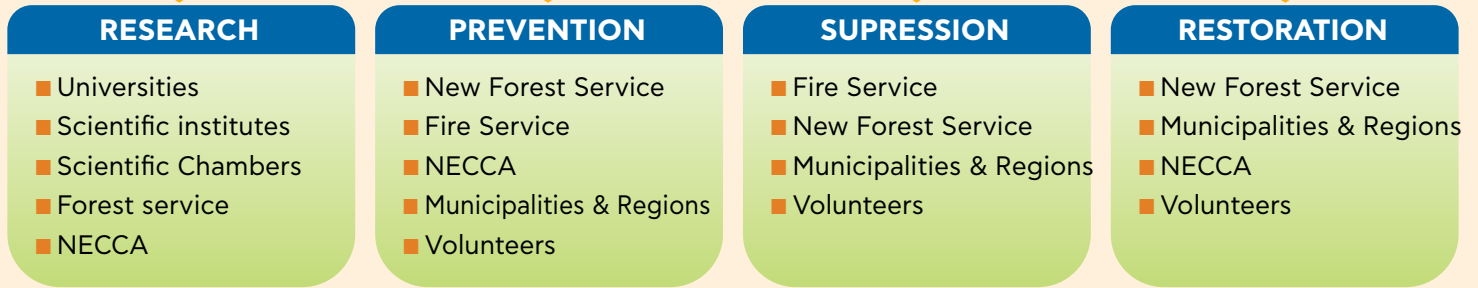 RESEARCH
Universities
Scientific institutes
Scientific Chambers
Forest service
NECCA
PREVENTION
New Forest Service
Fire Service
NECCA
Municipalities & Regions
Volunteers
SUPRESSION
Fire Service
New Forest Service
Municipalities & Regions
Volunteers
RESTORATION
New Forest Service
Municipalities & Regions
NECCA
Volunteers